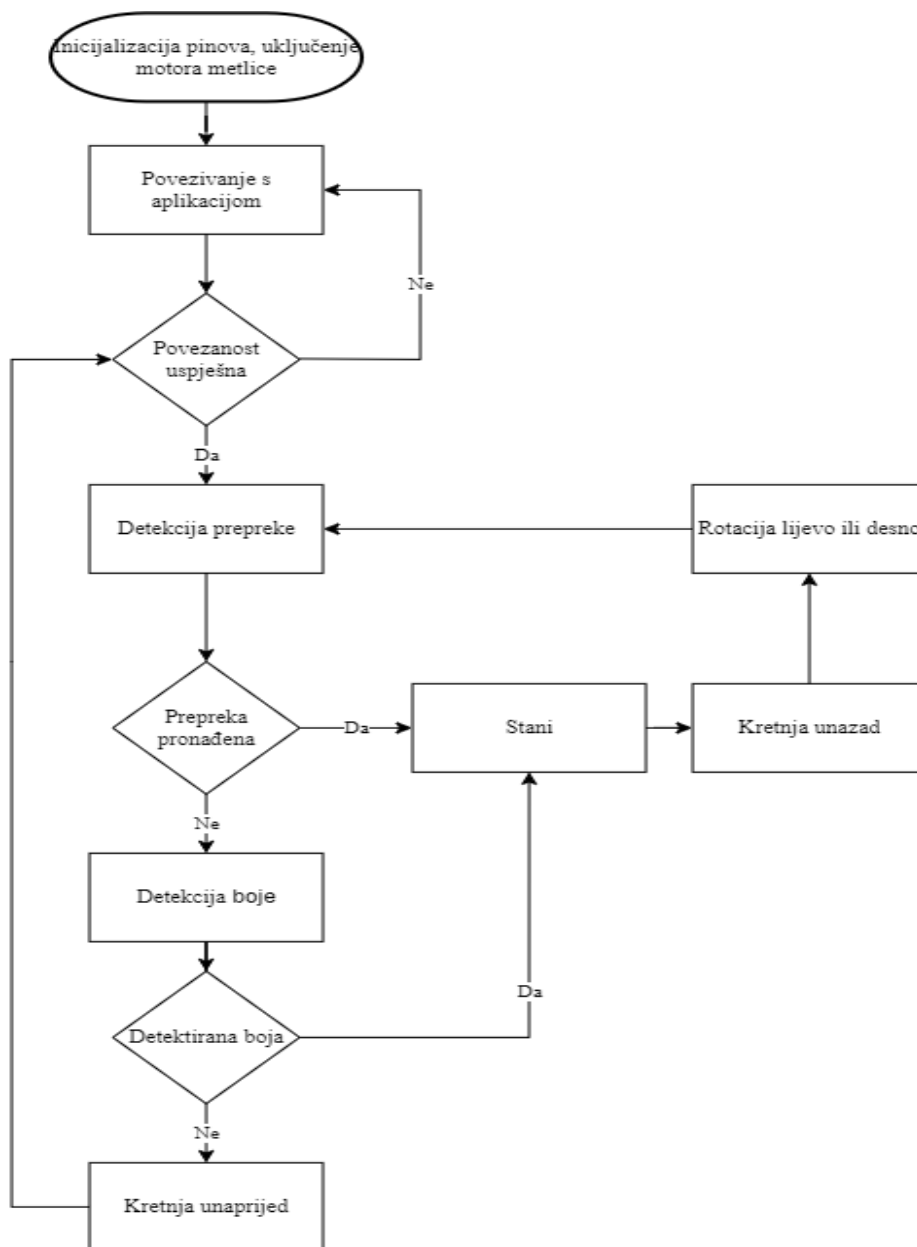 Inicijalizacija pinova, uključenje
motora metlice
Povezivanje s
aplikacijom
Ne
Povezanost
uspješna
Da
Detekcija prepreke
Rotacija lijevo ili desno
Prepreka
pronađena
Da
Stani
Kretnja unazad
Ne
Detekcija boje
Da
Detektirana boja
Ne
Kretnja unaprijed